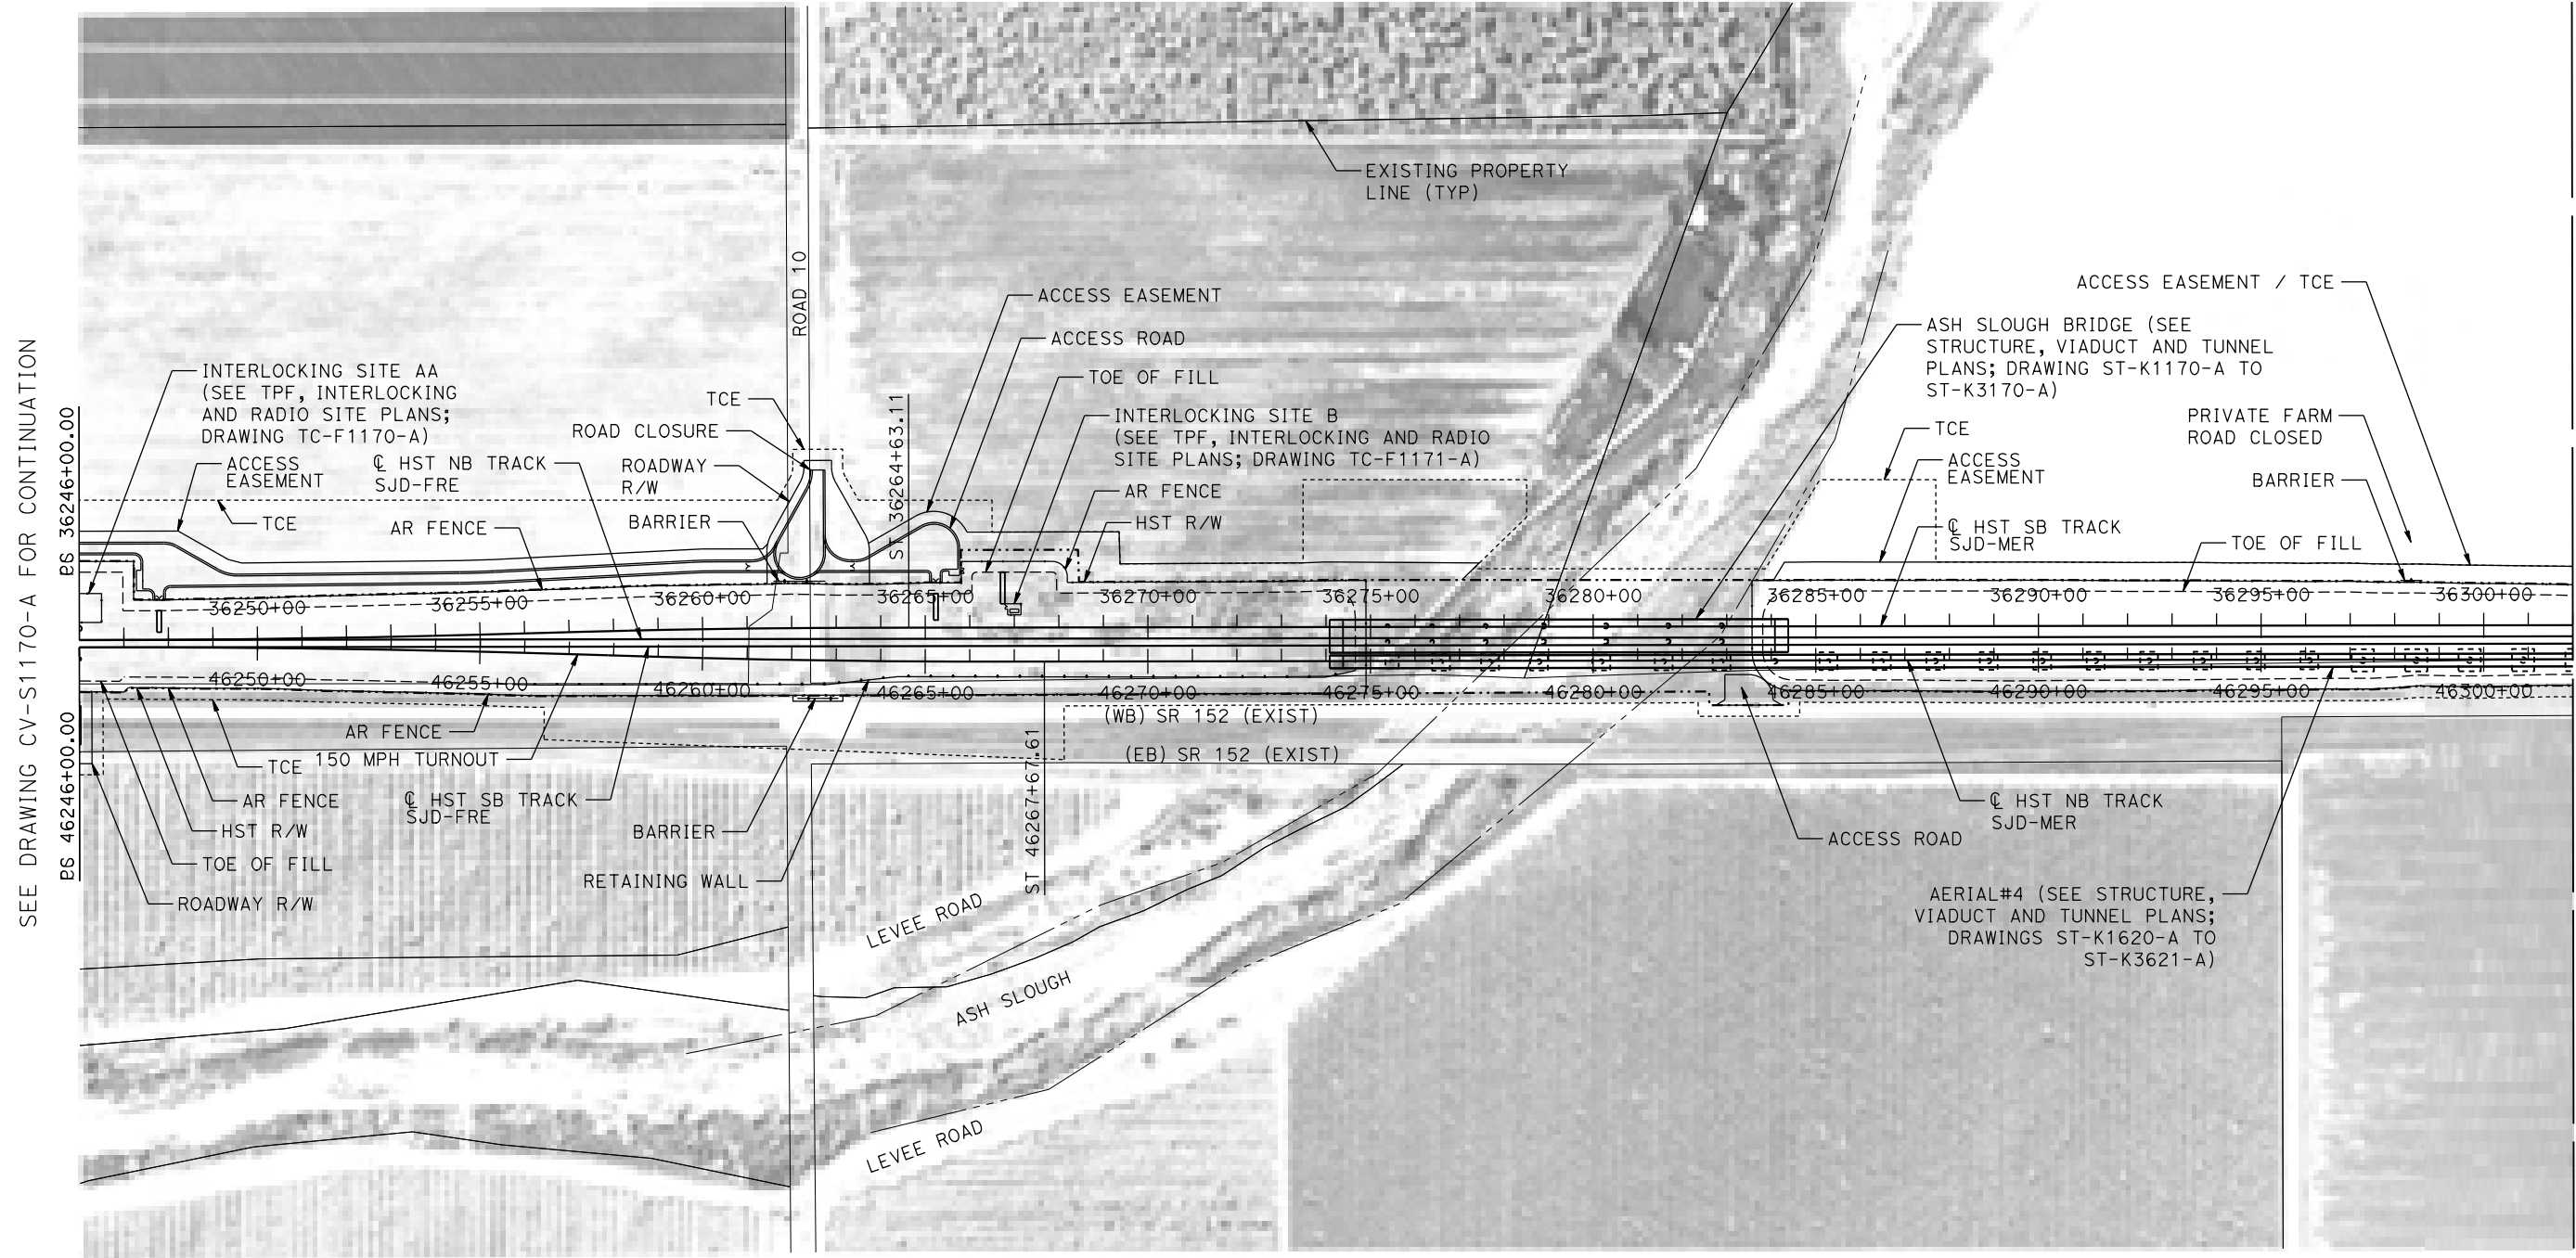 SEE DRAWING CV-S1170-A FOR CONTINUATION
BS 36246+00.00
BS 46246+00.00
INTERLOCKING SITE AA
(SEE TPF, INTERLOCKING
AND RADIO SITE PLANS;
DRAWING TC-F1170-A)
ACCESS
EASEMENT
TCE
℄ HST NB TRACK
SJD-FRE
AR FENCE
TCE
ROAD CLOSURE
ROADWAY
R/W
BARRIER
ROAD 10
EXISTING PROPERTY
LINE (TYP)
ACCESS EASEMENT
ACCESS ROAD
TOE OF FILL
INTERLOCKING SITE B
(SEE TPF, INTERLOCKING AND RADIO
SITE PLANS; DRAWING TC-F1171-A)
AR FENCE
HST R/W
ST 36264+63.11
ACCESS EASEMENT / TCE
ASH SLOUGH BRIDGE (SEE
STRUCTURE, VIADUCT AND TUNNEL
PLANS; DRAWING ST-K1170-A TO
ST-K3170-A)
PRIVATE FARM
ROAD CLOSED
TCE
ACCESS
EASEMENT
BARRIER
℄ HST SB TRACK
SJD-MER
TOE OF FILL
36250+00
36255+00
36260+00
36265+00
36270+00
36275+00
36280+00
36285+00
36290+00
36295+00
36300+00
46250+00
46255+00
46260+00
46265+00
46270+00
46275+00
46280+00
46285+00
46290+00
46295+00
46300+00
(WB) SR 152 (EXIST)
(EB) SR 152 (EXIST)
AR FENCE
150 MPH TURNOUT
TCE
AR FENCE
℄ HST SB TRACK
SJD-FRE
HST R/W
TOE OF FILL
ROADWAY R/W
BARRIER
RETAINING WALL
ST 46267+67.61
LEVEE ROAD
ASH SLOUGH
LEVEE ROAD
℄ HST NB TRACK
SJD-MER
ACCESS ROAD
AERIAL#4 (SEE STRUCTURE,
VIADUCT AND TUNNEL PLANS;
DRAWINGS ST-K1620-A TO
ST-K3621-A)